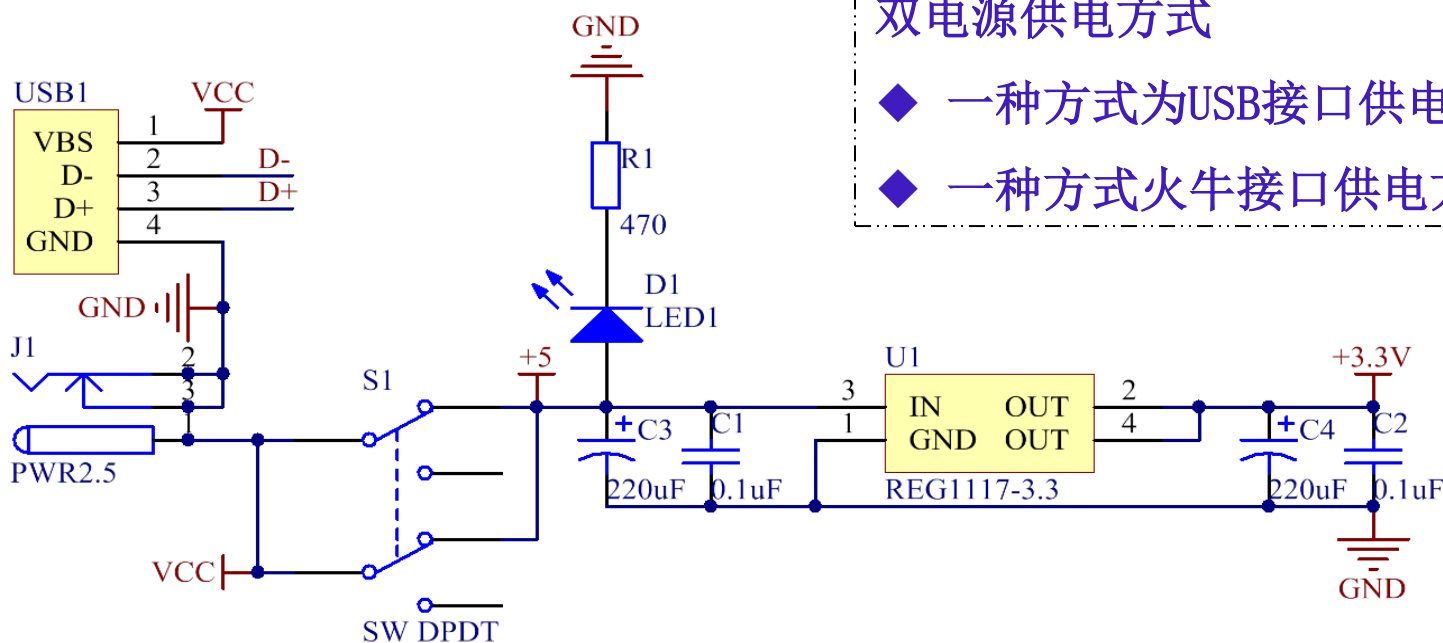 双电源供电方式
◆ 一种方式为USB接口供电
◆ 一种方式火牛接口供电
GND
USB1
VCC
VBS
1
D-
2
D-
D+
3
D+
GND
4
R1
470
GND
D1
LED1
J1
2
3
1
PWR2.5
S1
+5
VCC
SW DPDT
C3
220uF
C1
0.1uF
U1
3
IN
OUT
2
1
GND
OUT
4
REG1117-3.3
+3.3V
C4
220uF
C2
0.1uF
GND